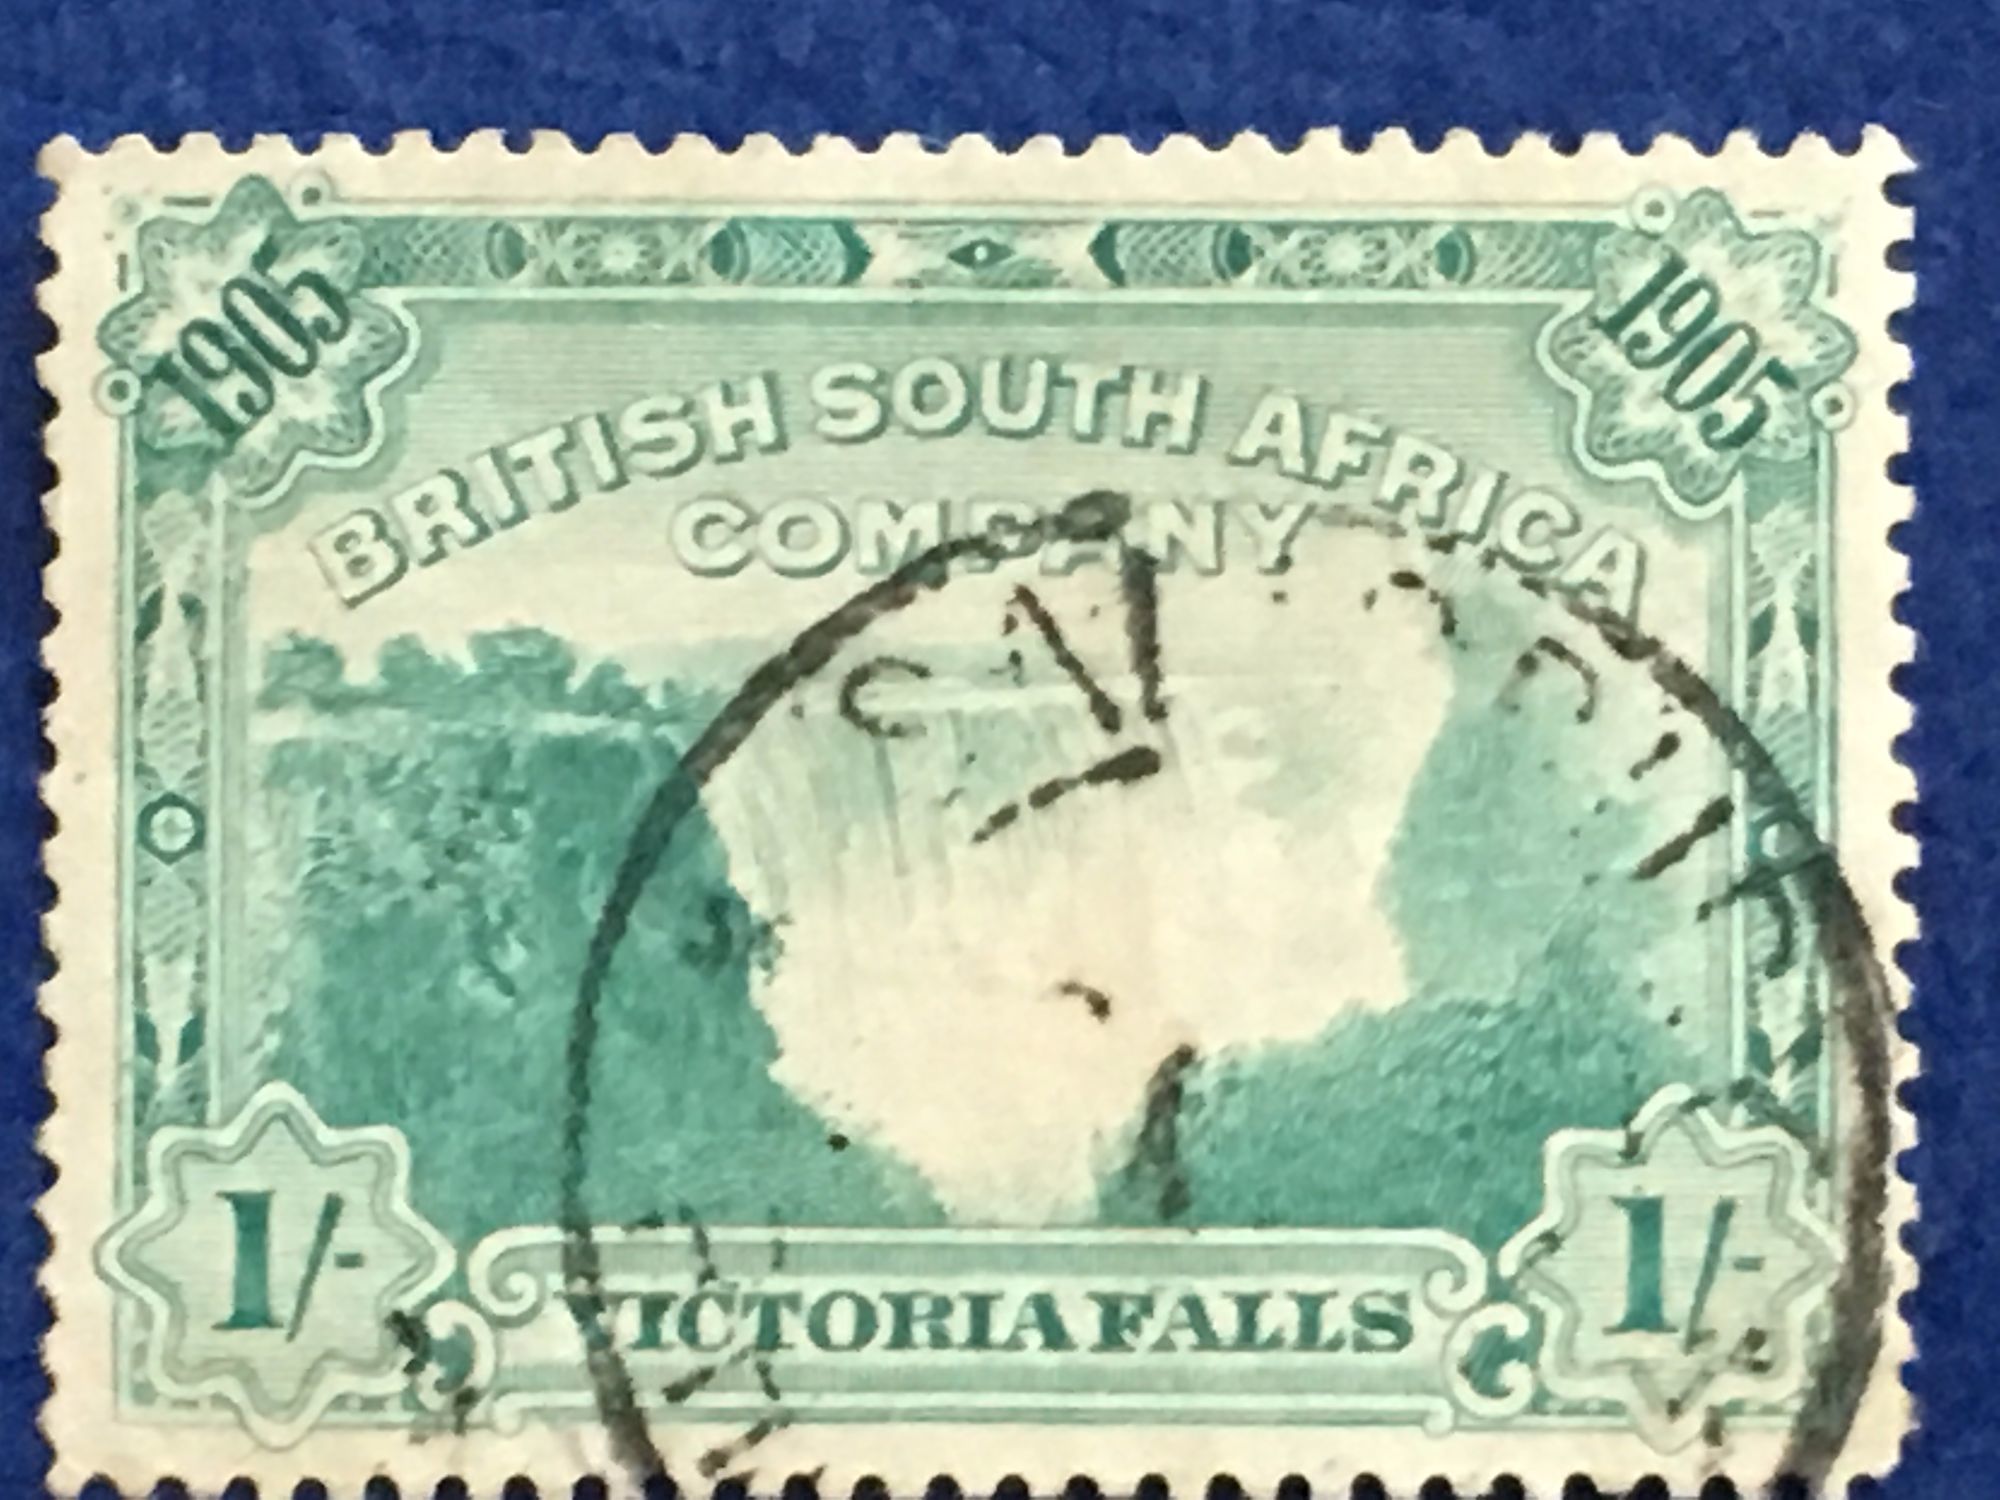 1905 1905
BRITISH SOUTH AFRICA
COMPANY
1/- 1/-
VICTORIA FALLS